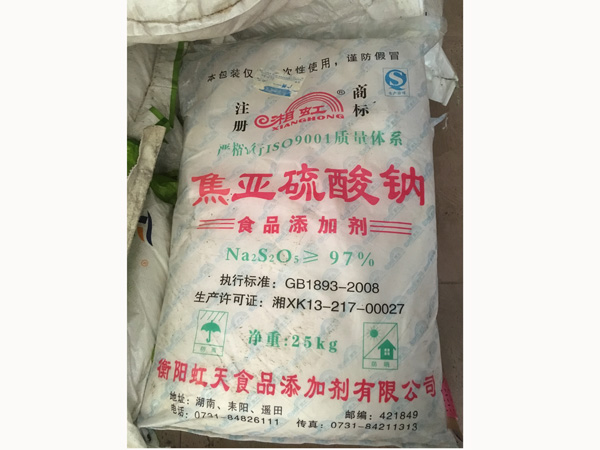 本包装仅 次性使用，谨防假冒
注册 湘虹® 商标
XIANGHONG
严格 行ISO9001质量体系
焦亚硫酸钠
食品添加剂
Na₂S₂O₅≥97%
执行标准：GB1893-2008
生产许可证：湘XK13-217-00027
净重:25kg
衡阳虹天食品添加剂有限公司
地址：湖南、耒阳、遥田 邮编：421849
电话：0731-84826111 传真：0731-84211313